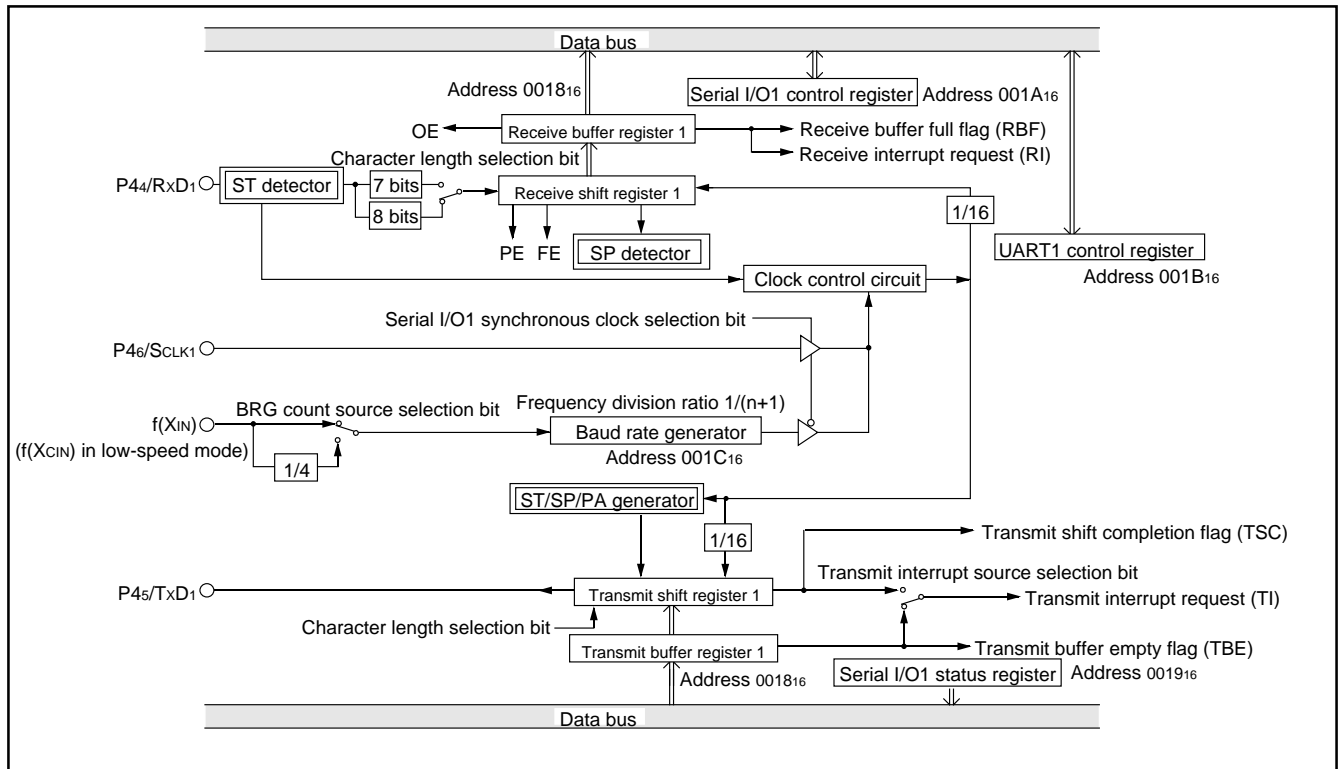 Data bus
Address 0018₁₆
Serial I/O1 control register
Address 001A₁₆
OE
Receive buffer register 1
Receive buffer full flag (RBF)
Receive interrupt request (RI)
Character length selection bit
P4₄/RxD₁
ST detector
7 bits
8 bits
Receive shift register 1
1/16
PE
FE
SP detector
UART1 control register
Address 001B₁₆
Clock control circuit
Serial I/O1 synchronous clock selection bit
P4₆/SCLK1
BRG count source selection bit
Frequency division ratio 1/(n+1)
f(XIN)
(f(XCIN) in low-speed mode)
Baud rate generator
Address 001C₁₆
1/4
ST/SP/PA generator
1/16
Transmit shift completion flag (TSC)
Transmit interrupt source selection bit
P4₅/TxD₁
Transmit shift register 1
Transmit interrupt request (TI)
Character length selection bit
Transmit buffer register 1
Transmit buffer empty flag (TBE)
Address 0018₁₆
Serial I/O1 status register
Address 0019₁₆
Data bus